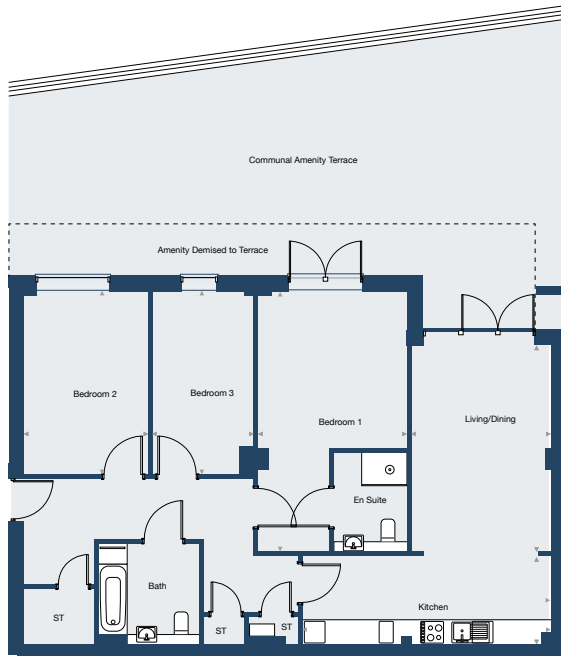 Communal Amenity Terrace
Amenity Demised to Terrace
Bedroom 2
Bedroom 3
Bedroom 1
Living/Dining
En Suite
Bath
Kitchen
ST
ST
ST